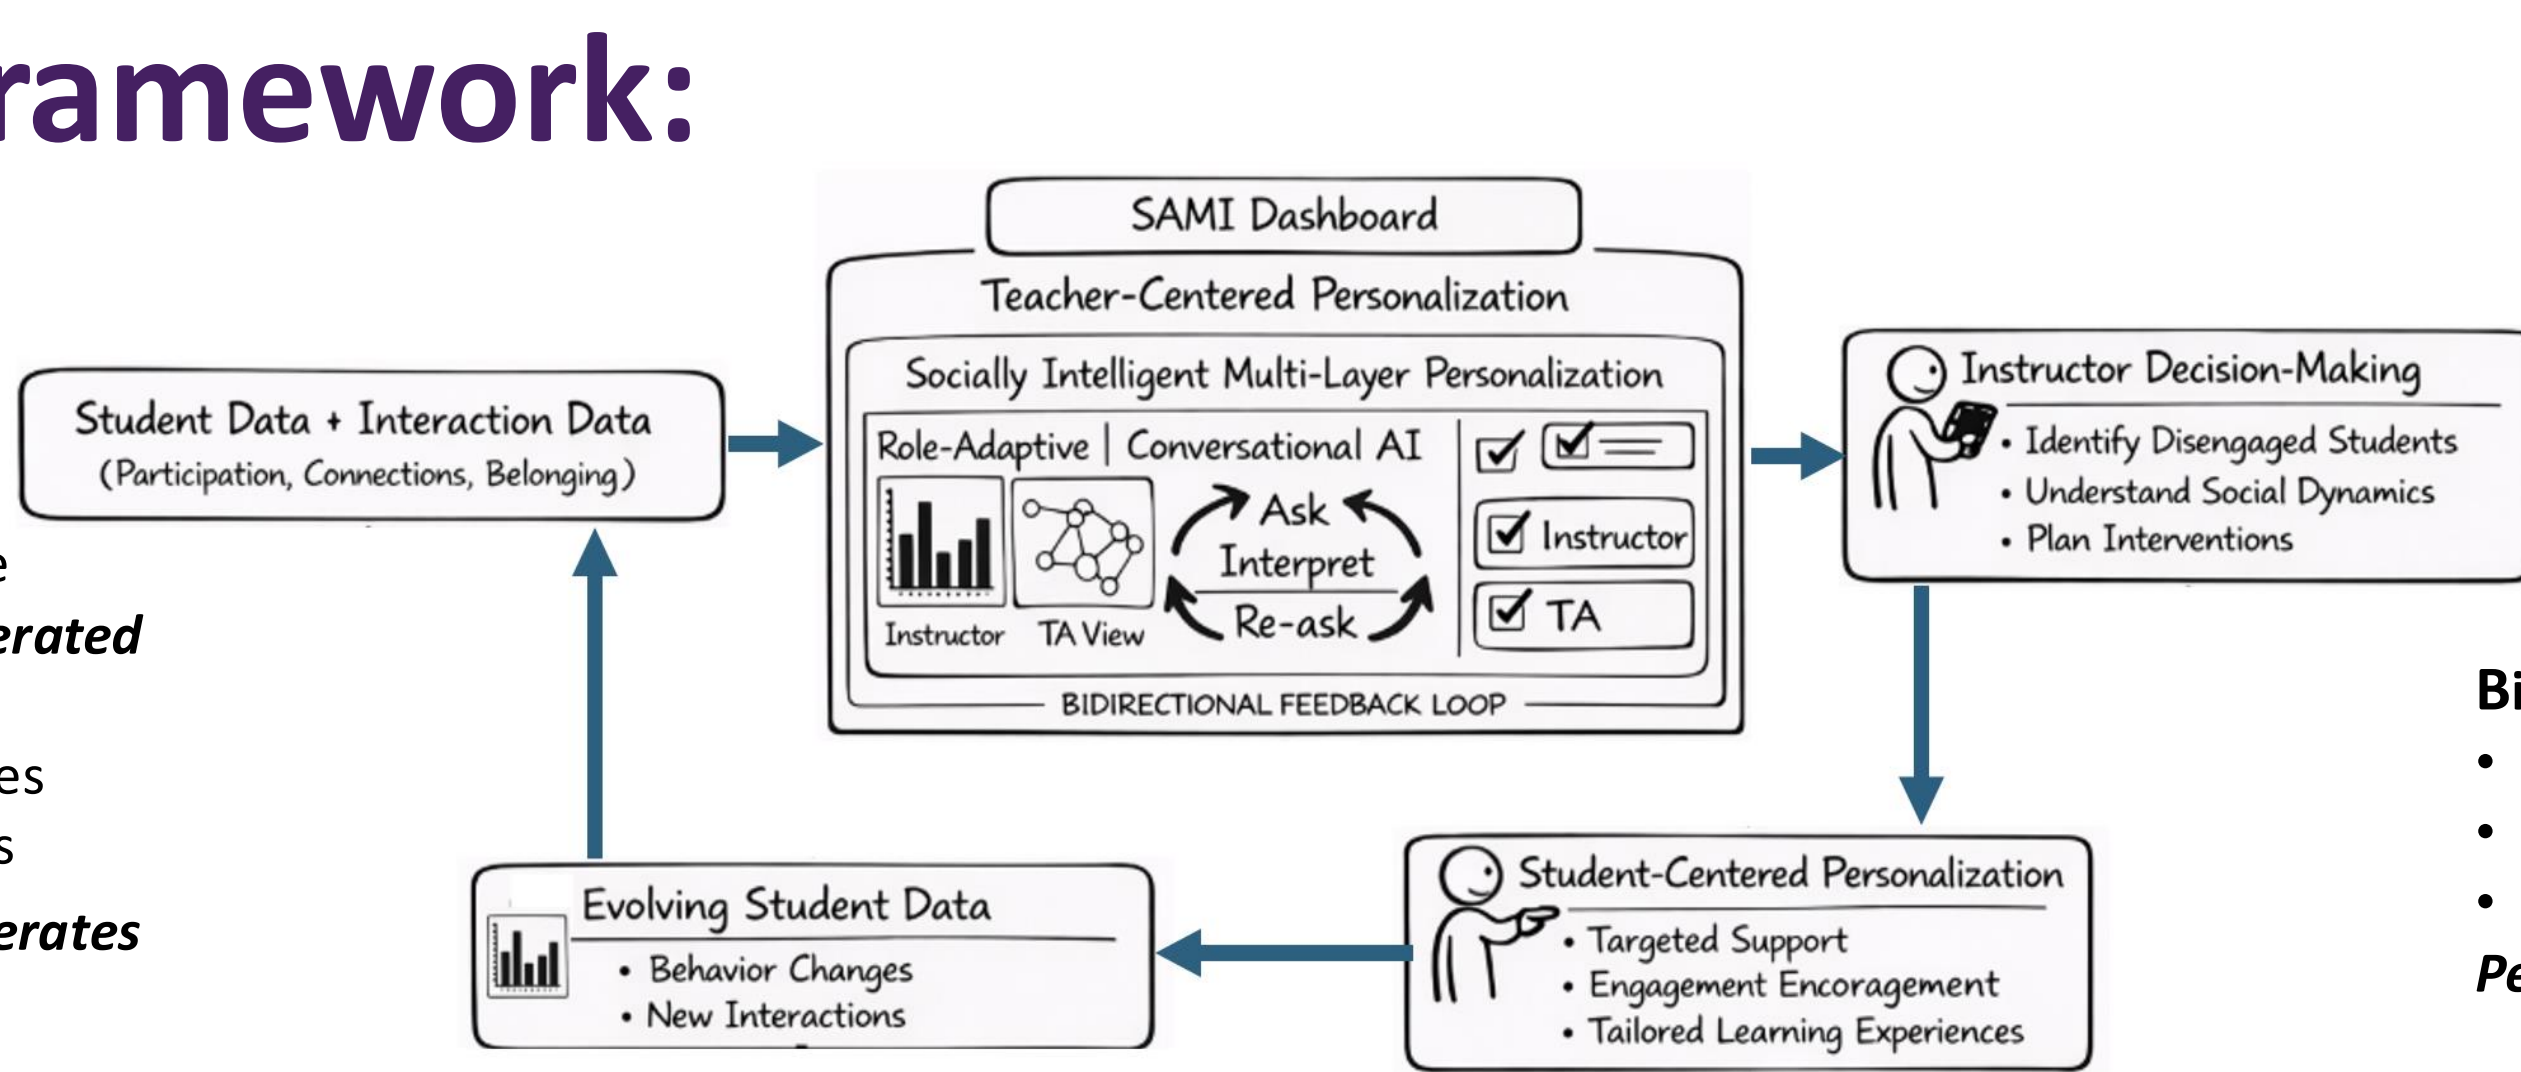 ramework:
SAMI Dashboard
Teacher-Centered Personalization
Socially Intelligent Multi-Layer Personalization
Role-Adaptive | Conversational AI
Instructor
TA View
Ask
Interpret
Re-ask
Instructor
TA
BIDIRECTIONAL FEEDBACK LOOP
Student Data + Interaction Data
(Participation, Connections, Belonging)
Instructor Decision-Making
• Identify Disengaged Students
• Understand Social Dynamics
• Plan Interventions
e
erated
es
s
erates
Evolving Student Data
• Behavior Changes
• New Interactions
Student-Centered Personalization
• Targeted Support
• Engagement Encoragement
• Tailored Learning Experiences
Bi
•
•
•
Pe